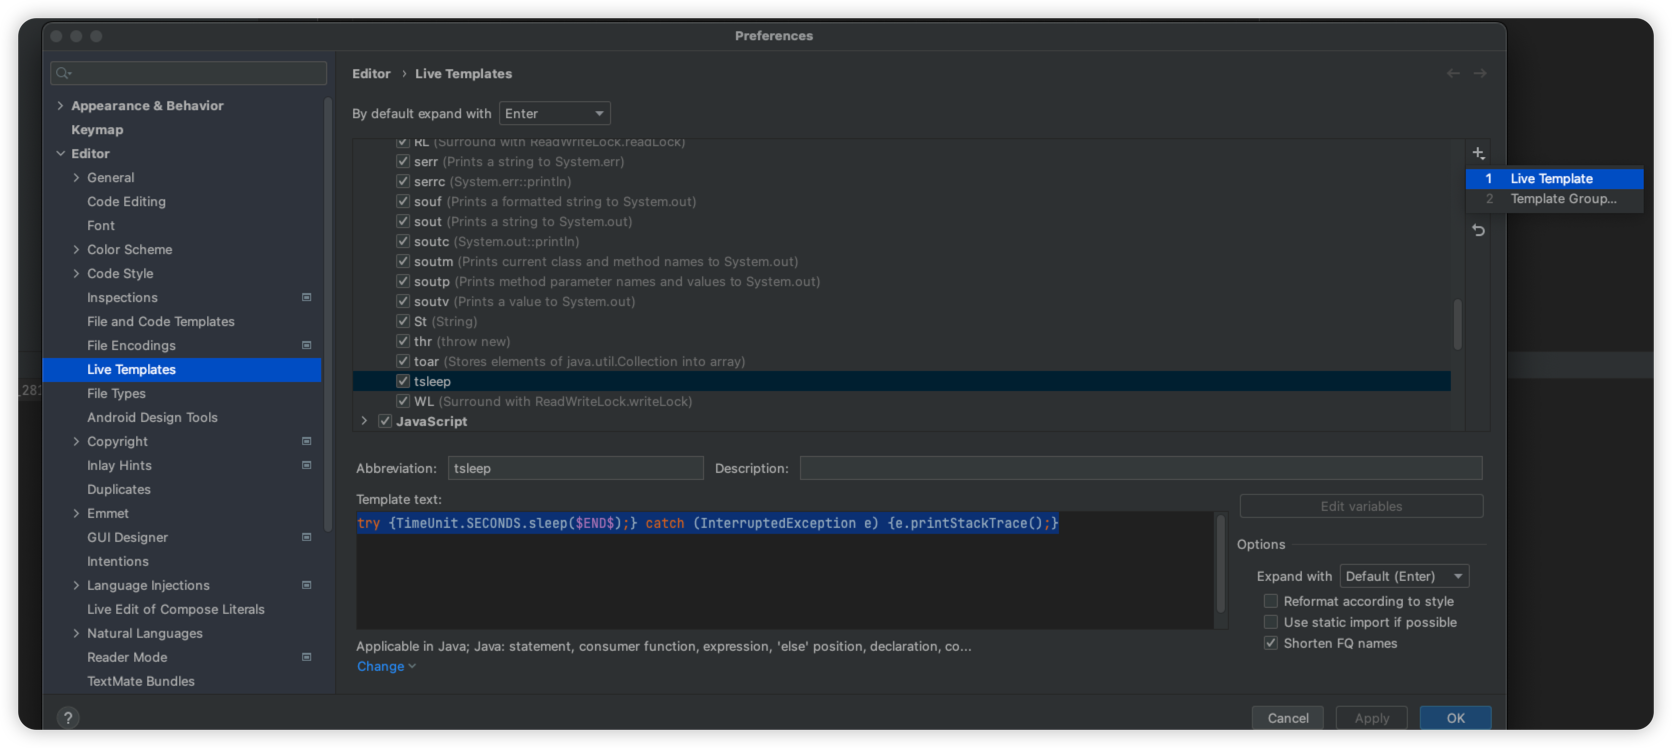 Preferences
Appearance & Behavior
Keymap
Editor
General
Code Editing
Font
Color Scheme
Code Style
Inspections
File and Code Templates
File Encodings
Live Templates
File Types
Android Design Tools
Copyright
Inlay Hints
Duplicates
Emmet
GUI Designer
Intentions
Language Injections
Live Edit of Compose Literals
Natural Languages
Reader Mode
TextMate Bundles
?
_281
Editor › Live Templates
By default expand with Enter
RL (Surround with ReadWriteLock.readLock)
serr (Prints a string to System.err)
serrc (System.err::println)
souf (Prints a formatted string to System.out)
sout (Prints a string to System.out)
soutc (System.out::println)
soutm (Prints current class and method names to System.out)
soutp (Prints method parameter names and values to System.out)
soutv (Prints a value to System.out)
St (String)
thr (throw new)
toar (Stores elements of java.util.Collection into array)
tsleep
WL (Surround with ReadWriteLock.writeLock)
JavaScript
1 Live Template
2 Template Group...
Abbreviation: tsleep Description:
Template text:
try {TimeUnit.SECONDS.sleep($END$);} catch (InterruptedException e) {e.printStackTrace();}
Edit variables
Options
Expand with Default (Enter)
Reformat according to style
Use static import if possible
Shorten FQ names
Applicable in Java; Java: statement, consumer function, expression, 'else' position, declaration, co...
Change
Cancel Apply OK